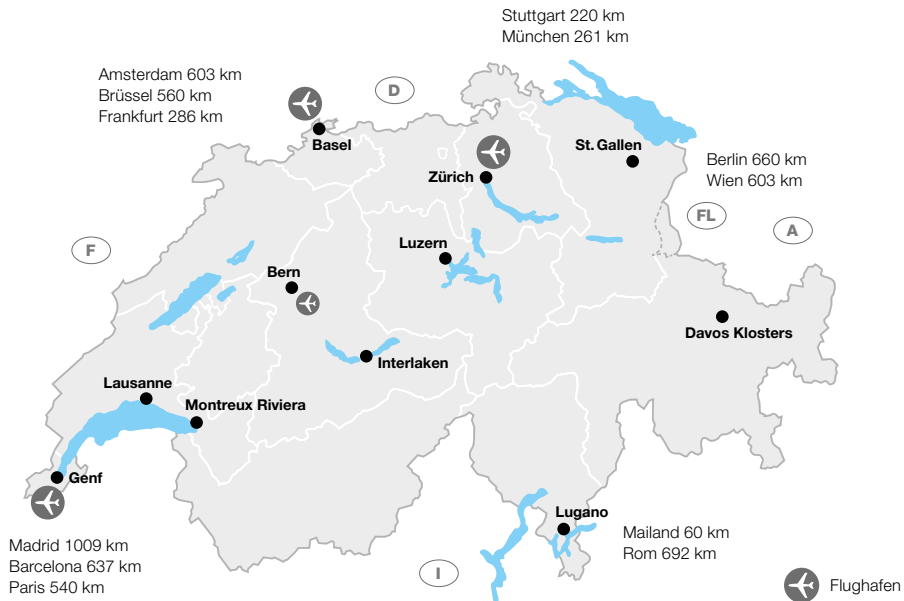 Stuttgart 220 km
München 261 km
Amsterdam 603 km
Brüssel 560 km
Frankfurt 286 km
D
Basel
Zürich
St. Gallen
Berlin 660 km
Wien 603 km
FL
A
F
Luzern
Bern
Davos Klosters
Interlaken
Lausanne
Montreux Riviera
Genf
Lugano
Madrid 1009 km
Barcelona 637 km
Paris 540 km
Mailand 60 km
Rom 692 km
I
Flughafen